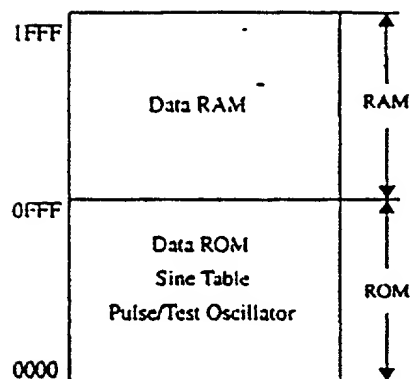 1FFF
Data RAM
RAM
0FFF
Data ROM
Sine Table
Pulse/Test Oscillator
ROM
0000